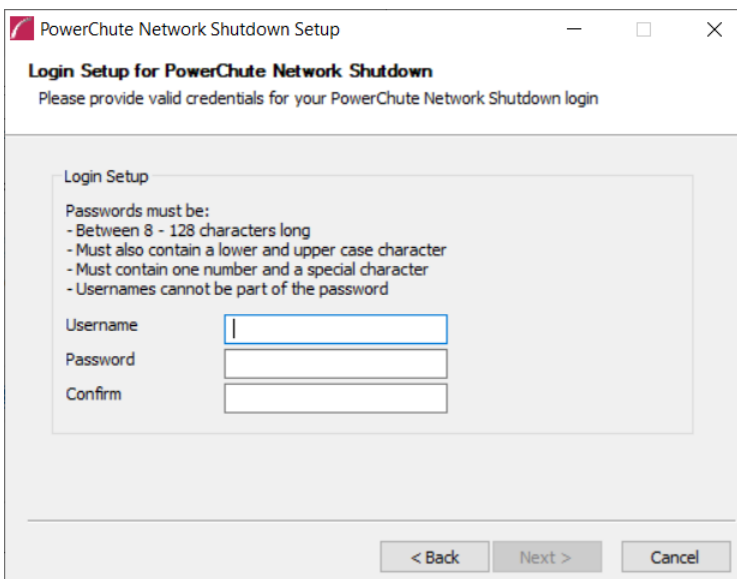 PowerChute Network Shutdown Setup
Login Setup for PowerChute Network Shutdown
Please provide valid credentials for your PowerChute Network Shutdown login
Login Setup
Passwords must be:
- Between 8 - 128 characters long
- Must also contain a lower and upper case character
- Must contain one number and a special character
- Usernames cannot be part of the password
Username
Password
Confirm
< Back Next > Cancel